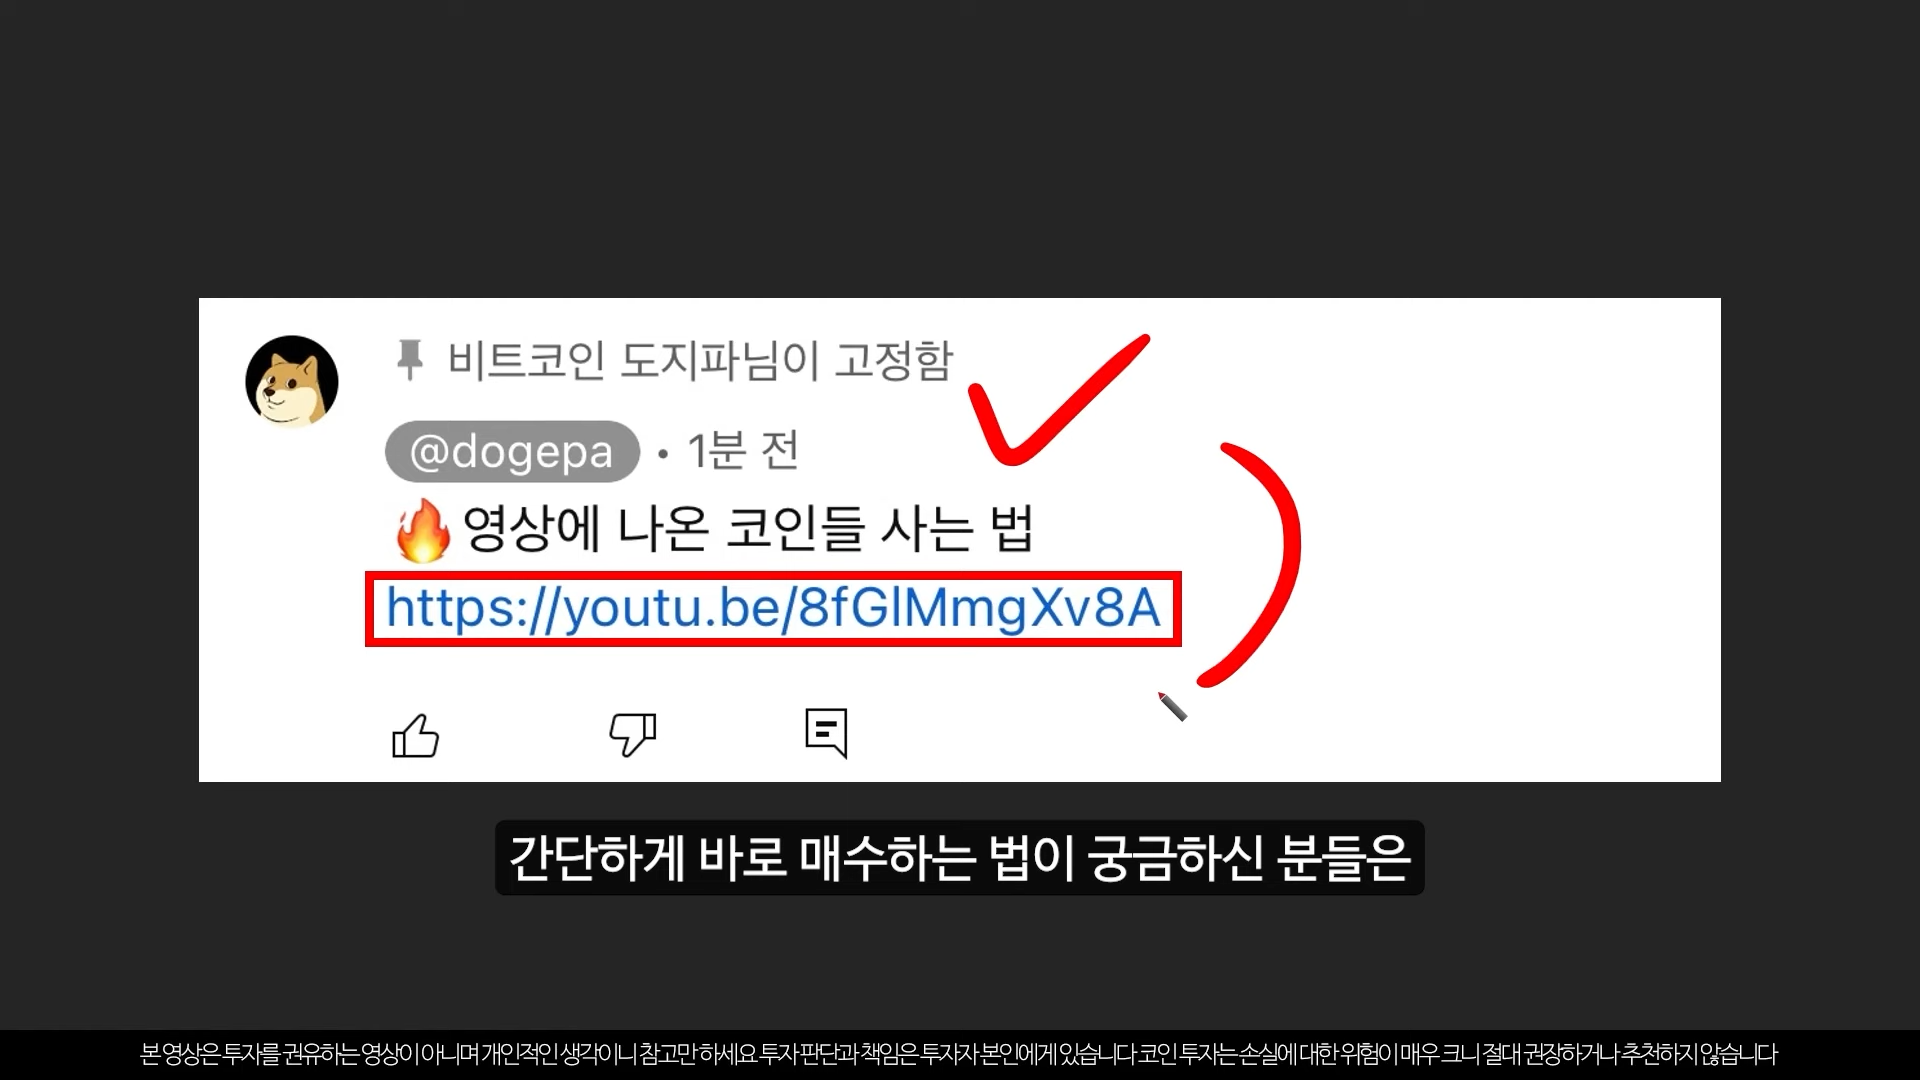 비트코인 도지파님이 고정함
@dogepa • 1분 전
🔥영상에 나온 코인들 사는 법
https://youtu.be/8fGlMmgXv8A
간단하게 바로 매수하는 법이 궁금하신 분들은
본 영상은 투자를 권유하는 영상이 아니며 개인적인 생각이니 참고만 하세요 투자 판단과 책임은 투자자 본인에게 있습니다 코인 투자는 손실에 대한 위험이 매우 크니 절대 권장하거나 추천하지 않습니다